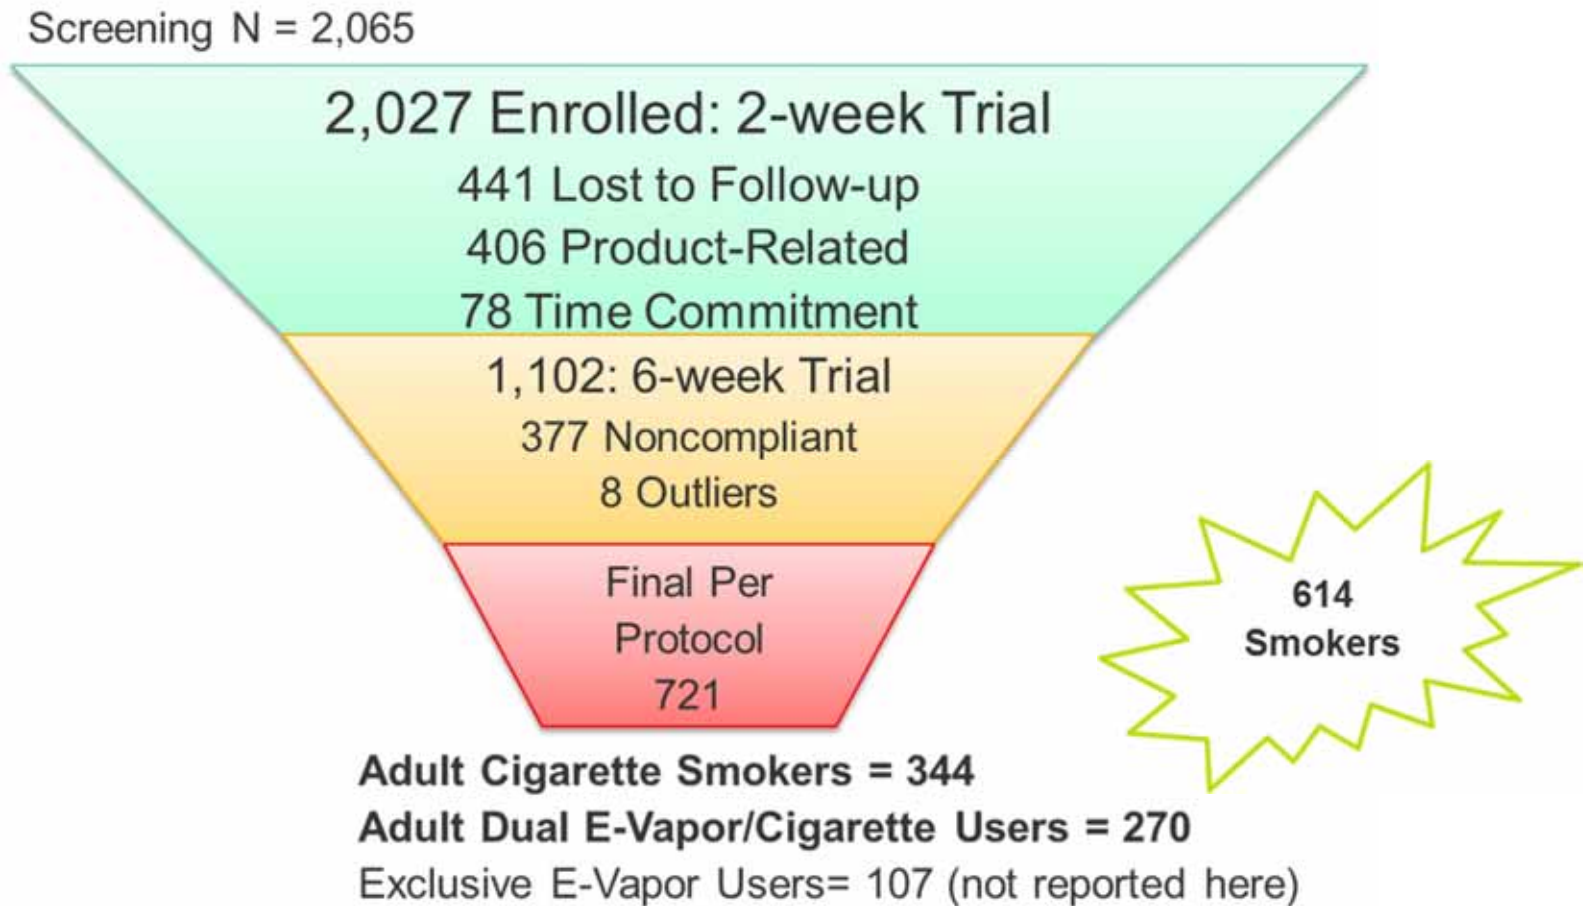 Screening N = 2,065
2,027 Enrolled: 2-week Trial
441 Lost to Follow-up
406 Product-Related
78 Time Commitment
1,102: 6-week Trial
377 Noncompliant
8 Outliers
Final Per
Protocol
721
614
Smokers
Adult Cigarette Smokers = 344
Adult Dual E-Vapor/Cigarette Users = 270
Exclusive E-Vapor Users= 107 (not reported here)